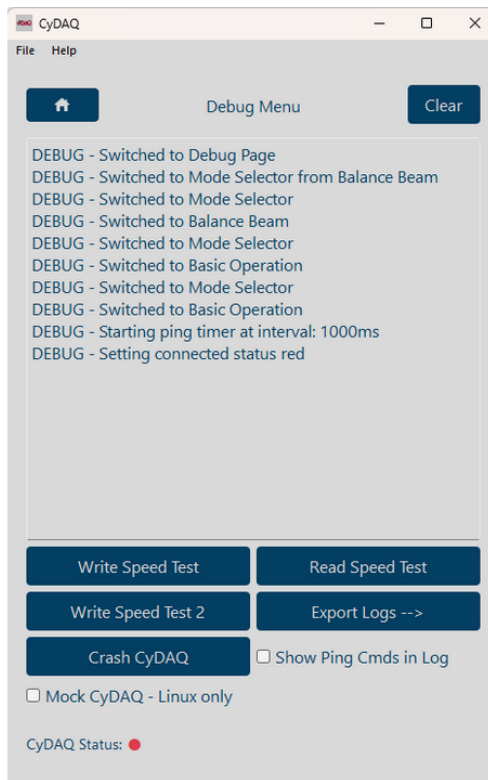 CyDAQ
File Help
Debug Menu
Clear
DEBUG - Switched to Debug Page
DEBUG - Switched to Mode Selector from Balance Beam
DEBUG - Switched to Mode Selector
DEBUG - Switched to Balance Beam
DEBUG - Switched to Mode Selector
DEBUG - Switched to Basic Operation
DEBUG - Switched to Mode Selector
DEBUG - Switched to Basic Operation
DEBUG - Starting ping timer at interval: 1000ms
DEBUG - Setting connected status red
Write Speed Test
Read Speed Test
Write Speed Test 2
Export Logs -->
Crash CyDAQ
Show Ping Cmds in Log
Mock CyDAQ - Linux only
CyDAQ Status: